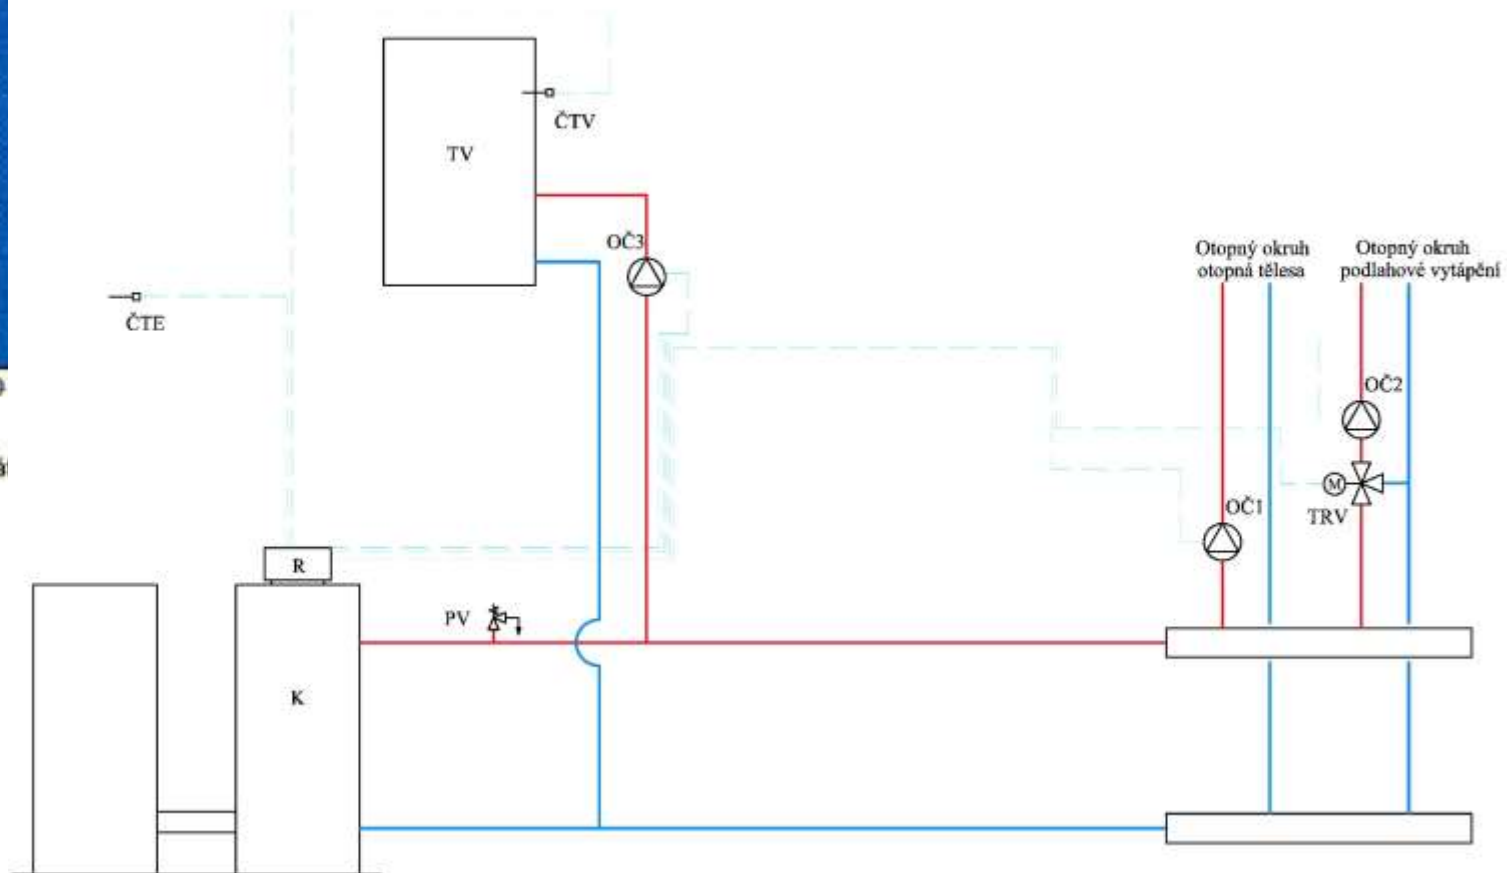 ČTV
TV
OČ3
Otopný okruh
otopná tělesa
Otopný okruh
podlahové vytápění
ČTE
OČ2
M
TRV
OČ1
R
PV
K